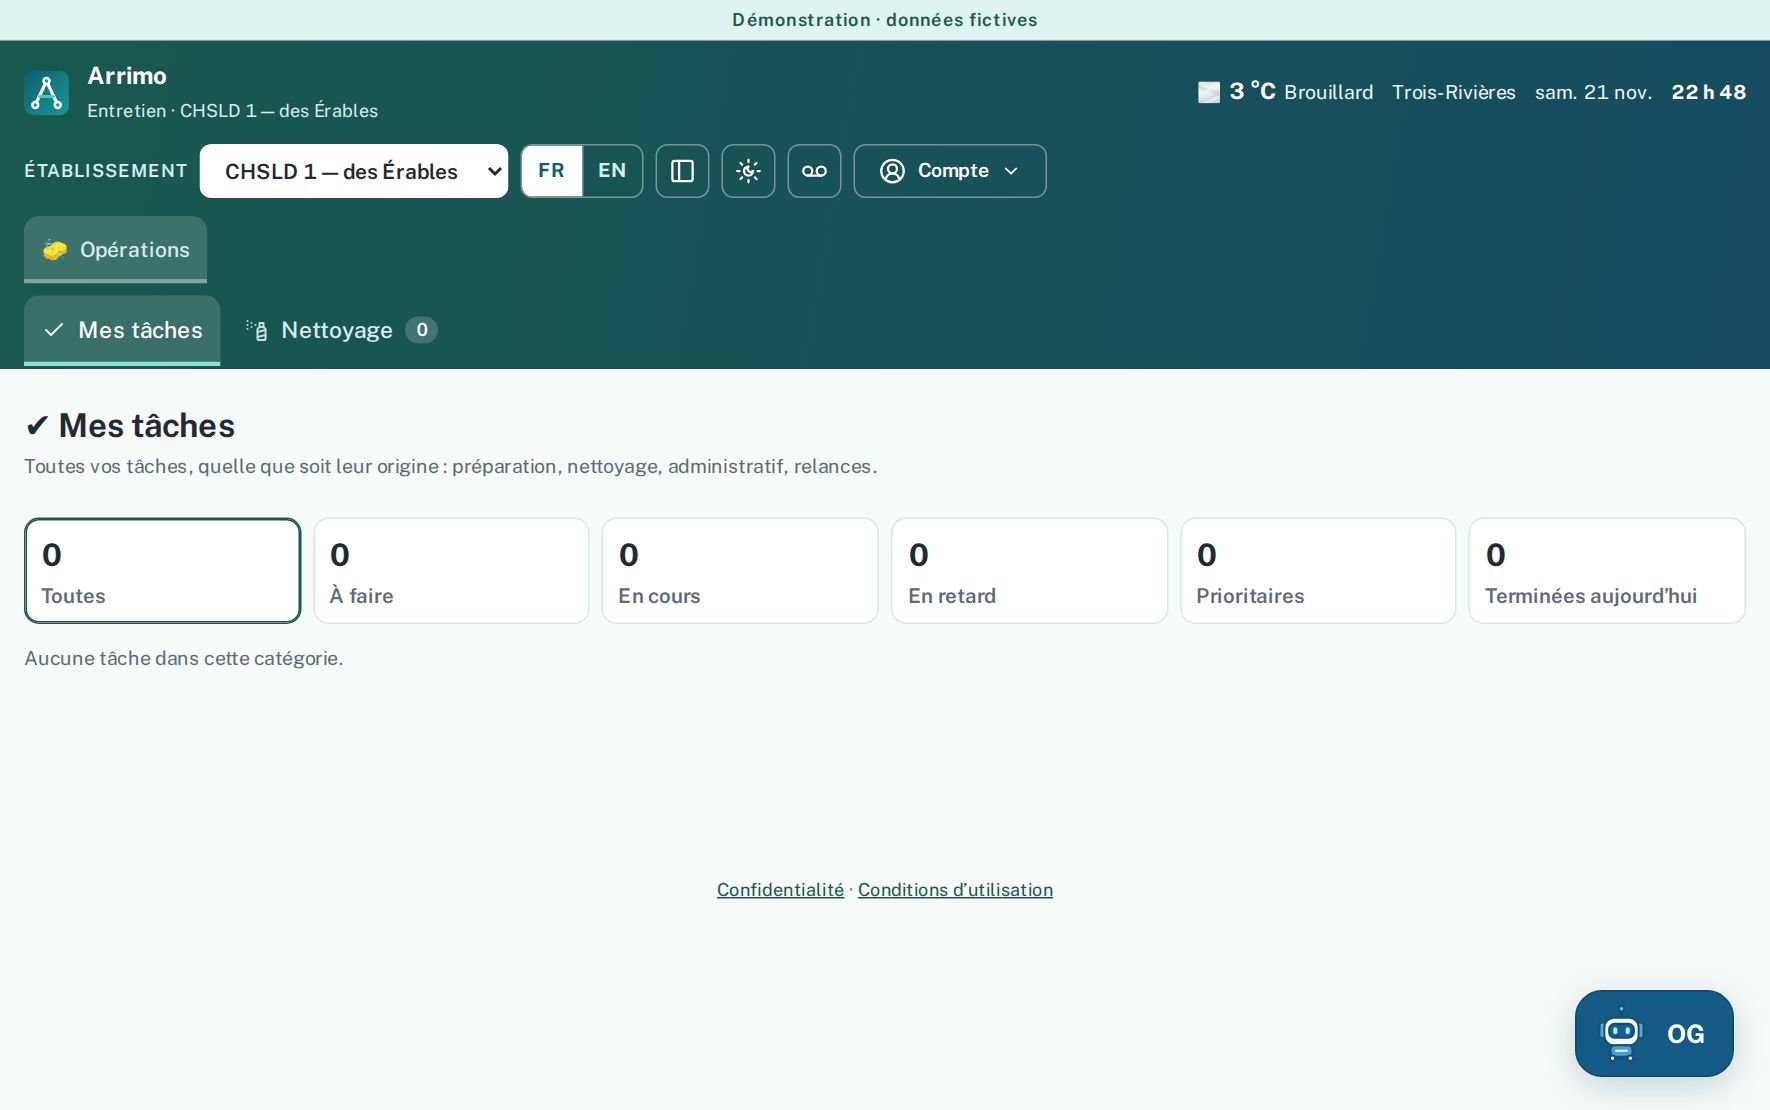 Démonstration · données fictives
Arrimo
Entretien · CHSLD 1 — des Érables
3 °C Brouillard Trois-Rivières sam. 21 nov. 22 h 48
ÉTABLISSEMENT CHSLD 1 — des Érables FR EN Compte
Opérations
Mes tâches Nettoyage 0
✔ Mes tâches
Toutes vos tâches, quelle que soit leur origine : préparation, nettoyage, administratif, relances.
0 0 0 0 0 0
Toutes À faire En cours En retard Prioritaires Terminées aujourd’hui
Aucune tâche dans cette catégorie.
Confidentialité · Conditions d’utilisation
OG